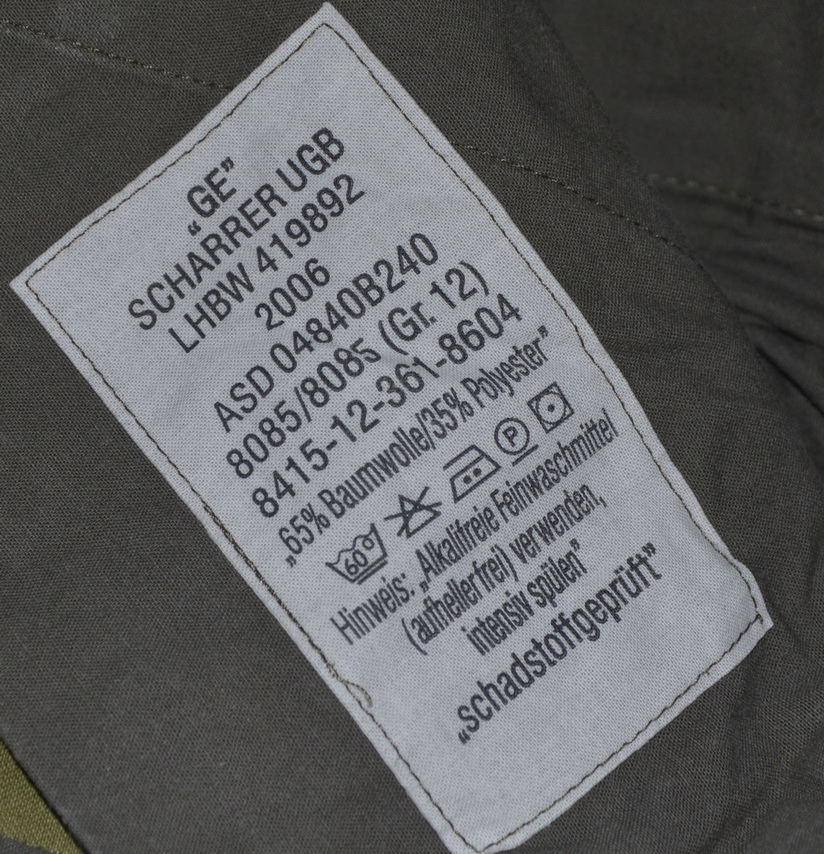 „GE”
SCHARRER UGB
LHBW 419892
2006
ASD 04840B240
8085/8085 (Gr. 12)
8415-12-361-8604
„65% Baumwolle/35% Polyester”
60° P
Hinweis: „Alkalifreie Feinwaschmittel
(aufhellerfrei) verwenden,
intensiv spülen”
„schadstoffgeprüft”